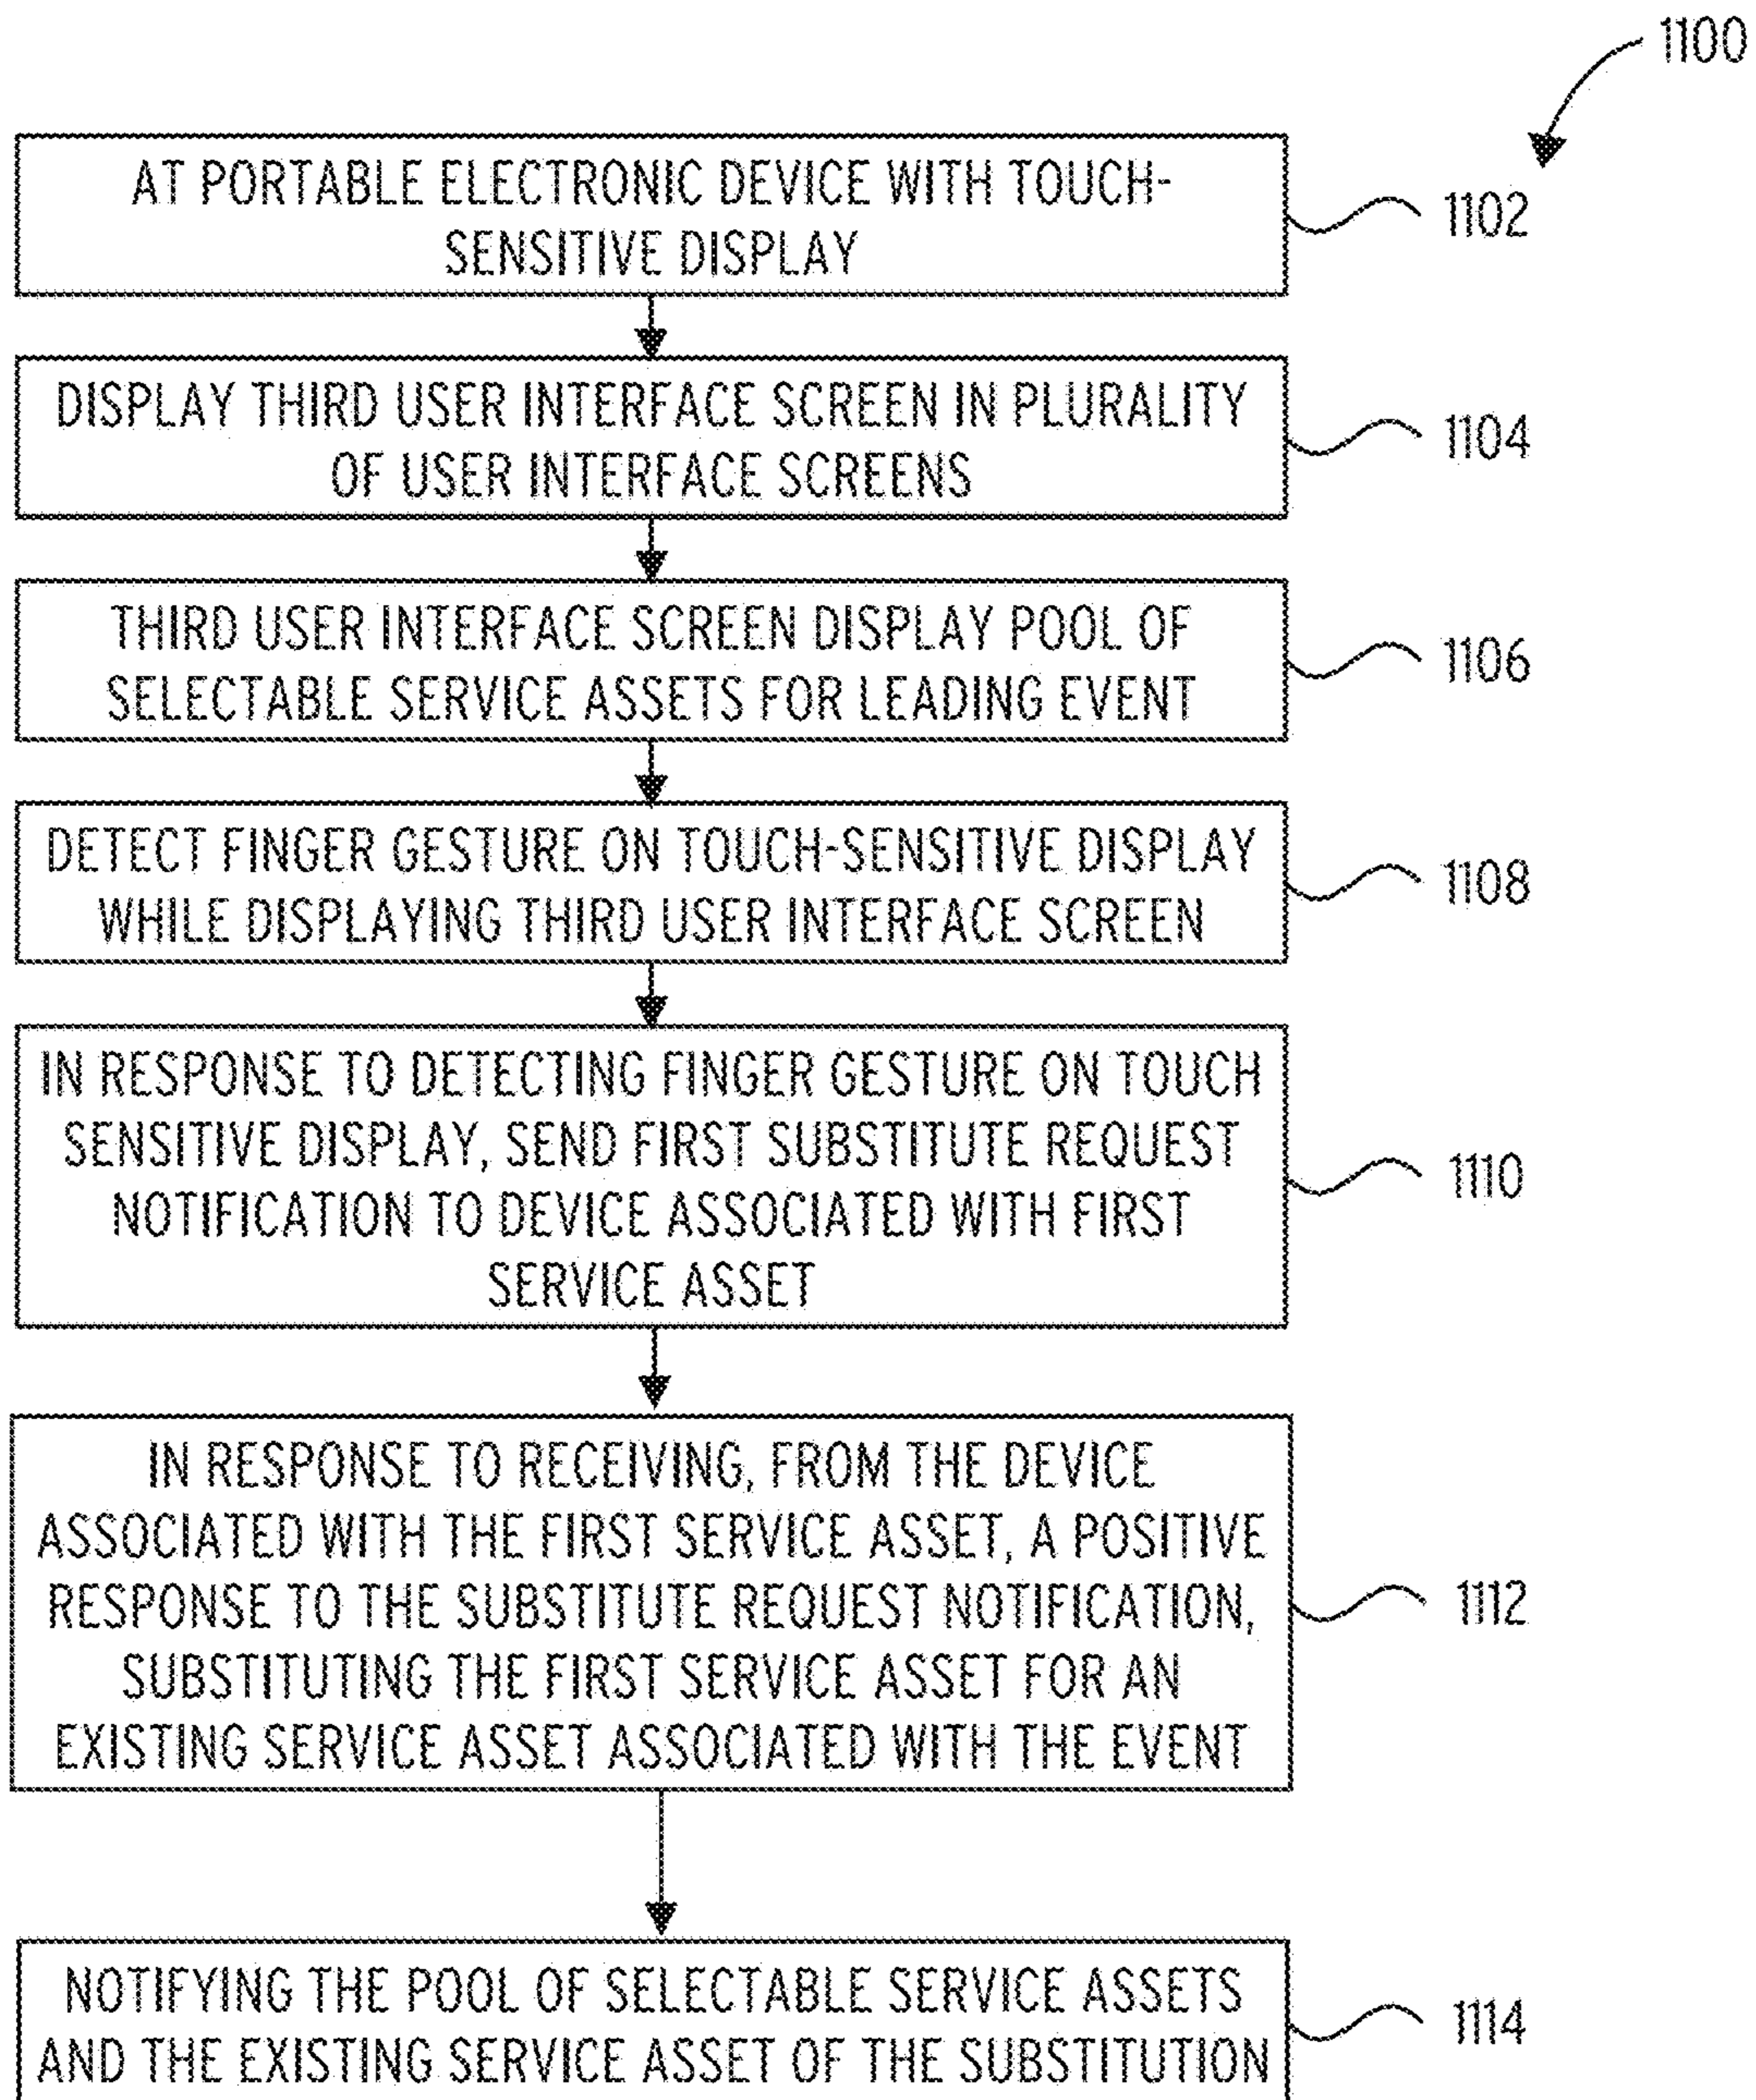 1100
AT PORTABLE ELECTRONIC DEVICE WITH TOUCH-
SENSITIVE DISPLAY
1102
DISPLAY THIRD USER INTERFACE SCREEN IN PLURALITY
OF USER INTERFACE SCREENS
1104
THIRD USER INTERFACE SCREEN DISPLAY POOL OF
SELECTABLE SERVICE ASSETS FOR LEADING EVENT
1106
DETECT FINGER GESTURE ON TOUCH-SENSITIVE DISPLAY
WHILE DISPLAYING THIRD USER INTERFACE SCREEN
1108
IN RESPONSE TO DETECTING FINGER GESTURE ON TOUCH
SENSITIVE DISPLAY, SEND FIRST SUBSTITUTE REQUEST
NOTIFICATION TO DEVICE ASSOCIATED WITH FIRST
SERVICE ASSET
1110
IN RESPONSE TO RECEIVING, FROM THE DEVICE
ASSOCIATED WITH THE FIRST SERVICE ASSET, A POSITIVE
RESPONSE TO THE SUBSTITUTE REQUEST NOTIFICATION,
SUBSTITUTING THE FIRST SERVICE ASSET FOR AN
EXISTING SERVICE ASSET ASSOCIATED WITH THE EVENT
1112
NOTIFYING THE POOL OF SELECTABLE SERVICE ASSETS
AND THE EXISTING SERVICE ASSET OF THE SUBSTITUTION
1114